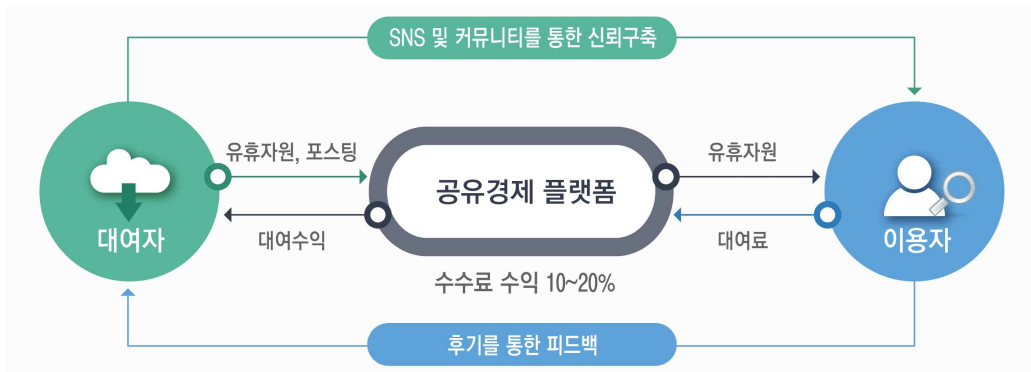 SNS 및 커뮤니티를 통한 신뢰구축
유휴자원, 포스팅
유휴자원
공유경제 플랫폼
대여자
대여수익
대여료
이용자
수수료 수익 10~20%
후기를 통한 피드백